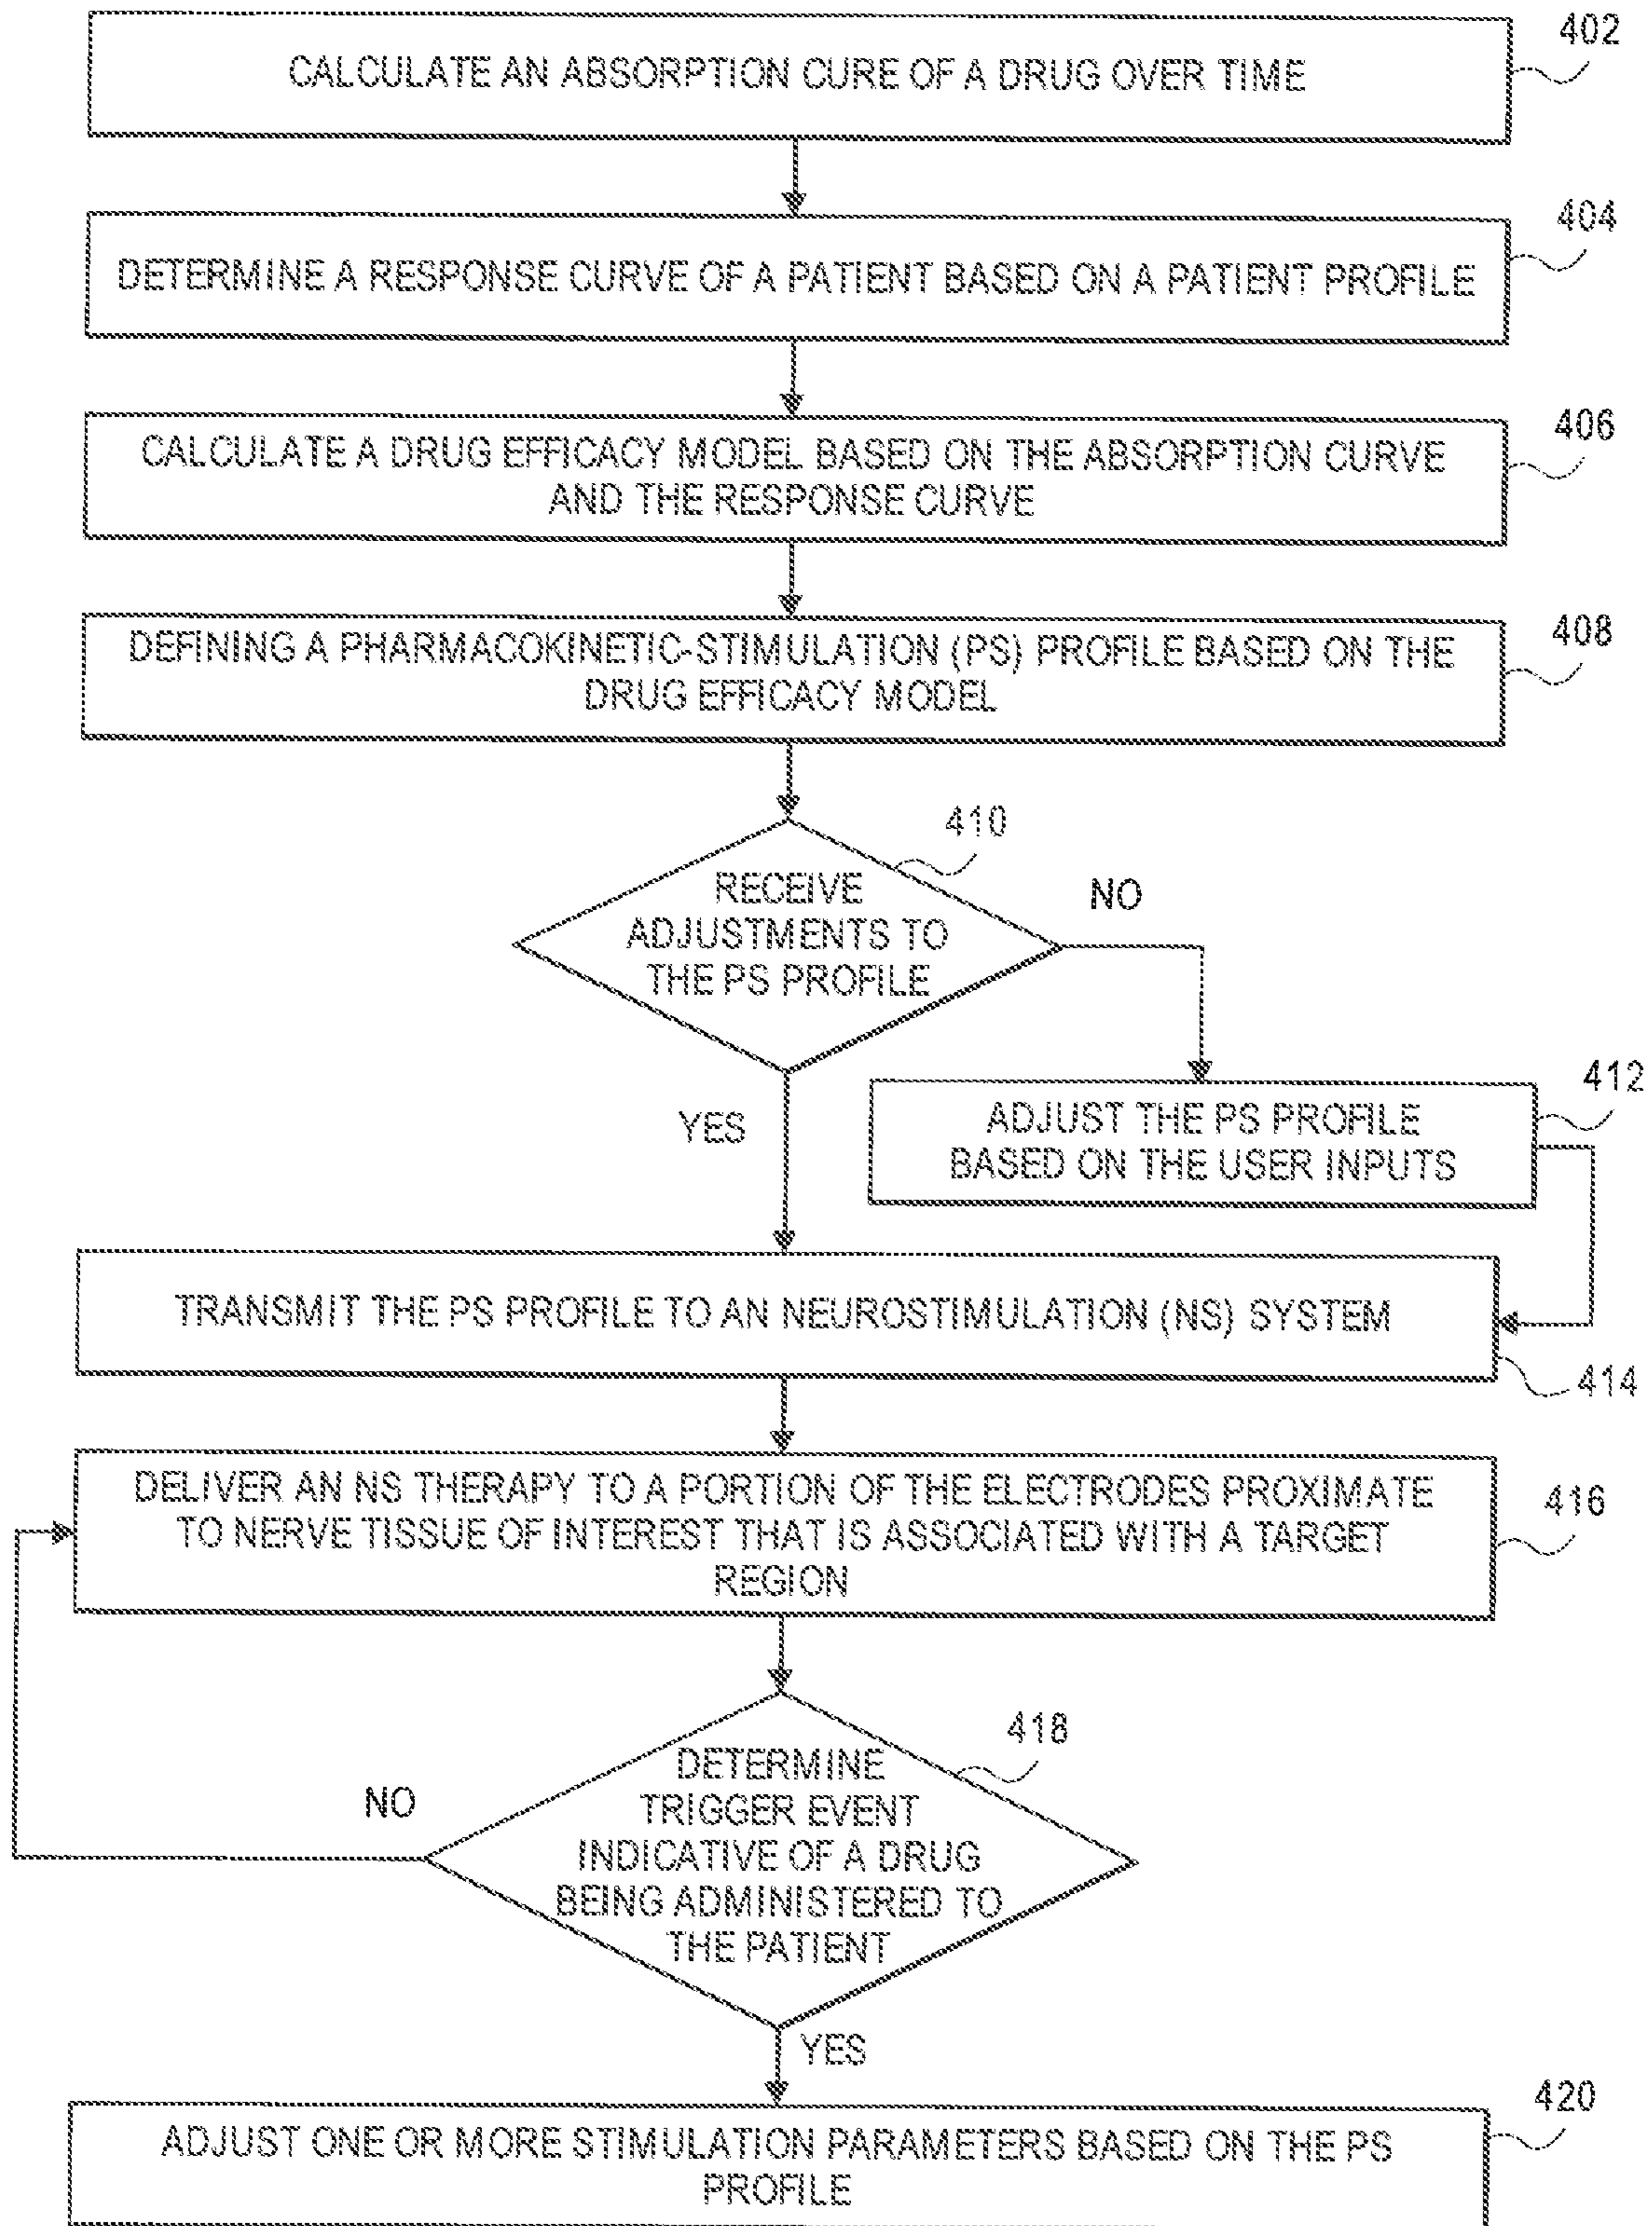 402
CALCULATE AN ABSORPTION CURE OF A DRUG OVER TIME
404
DETERMINE A RESPONSE CURVE OF A PATIENT BASED ON A PATIENT PROFILE
406
CALCULATE A DRUG EFFICACY MODEL BASED ON THE ABSORPTION CURVE
AND THE RESPONSE CURVE
408
DEFINING A PHARMACOKINETIC-STIMULATION (PS) PROFILE BASED ON THE
DRUG EFFICACY MODEL
410
RECEIVE
ADJUSTMENTS TO
THE PS PROFILE
NO
YES
412
ADJUST THE PS PROFILE
BASED ON THE USER INPUTS
TRANSMIT THE PS PROFILE TO AN NEUROSTIMULATION (NS) SYSTEM
414
DELIVER AN NS THERAPY TO A PORTION OF THE ELECTRODES PROXIMATE
TO NERVE TISSUE OF INTEREST THAT IS ASSOCIATED WITH A TARGET
REGION
416
418
DETERMINE
TRIGGER EVENT
INDICATIVE OF A DRUG
BEING ADMINISTERED TO
THE PATIENT
NO
YES
420
ADJUST ONE OR MORE STIMULATION PARAMETERS BASED ON THE PS
PROFILE